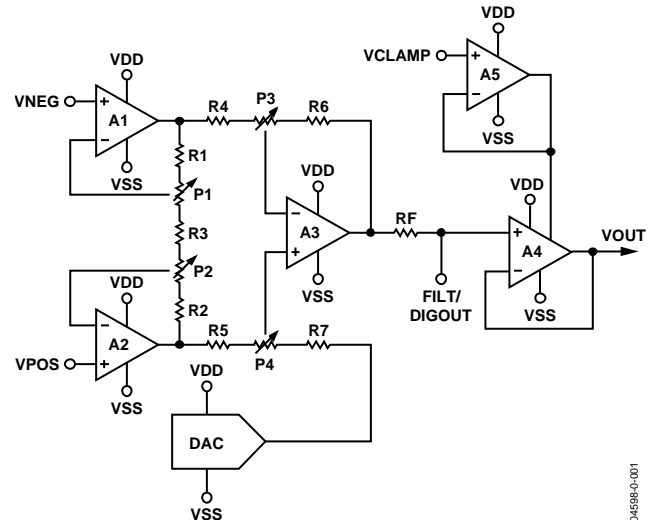 VDD
VDD
VCLAMP
+
A5
−
VSS
VDD
VNEG
+
A1
−
VSS
R4
P3
R6
R1
P1
R3
P2
R2
VDD
−
A3
+
VSS
RF
FILT/
DIGOUT
VDD
+
A4
−
VSS
VOUT
VDD
−
A2
+
VPOS
VSS
R5
P4
R7
VDD
DAC
VSS
04598-0-001